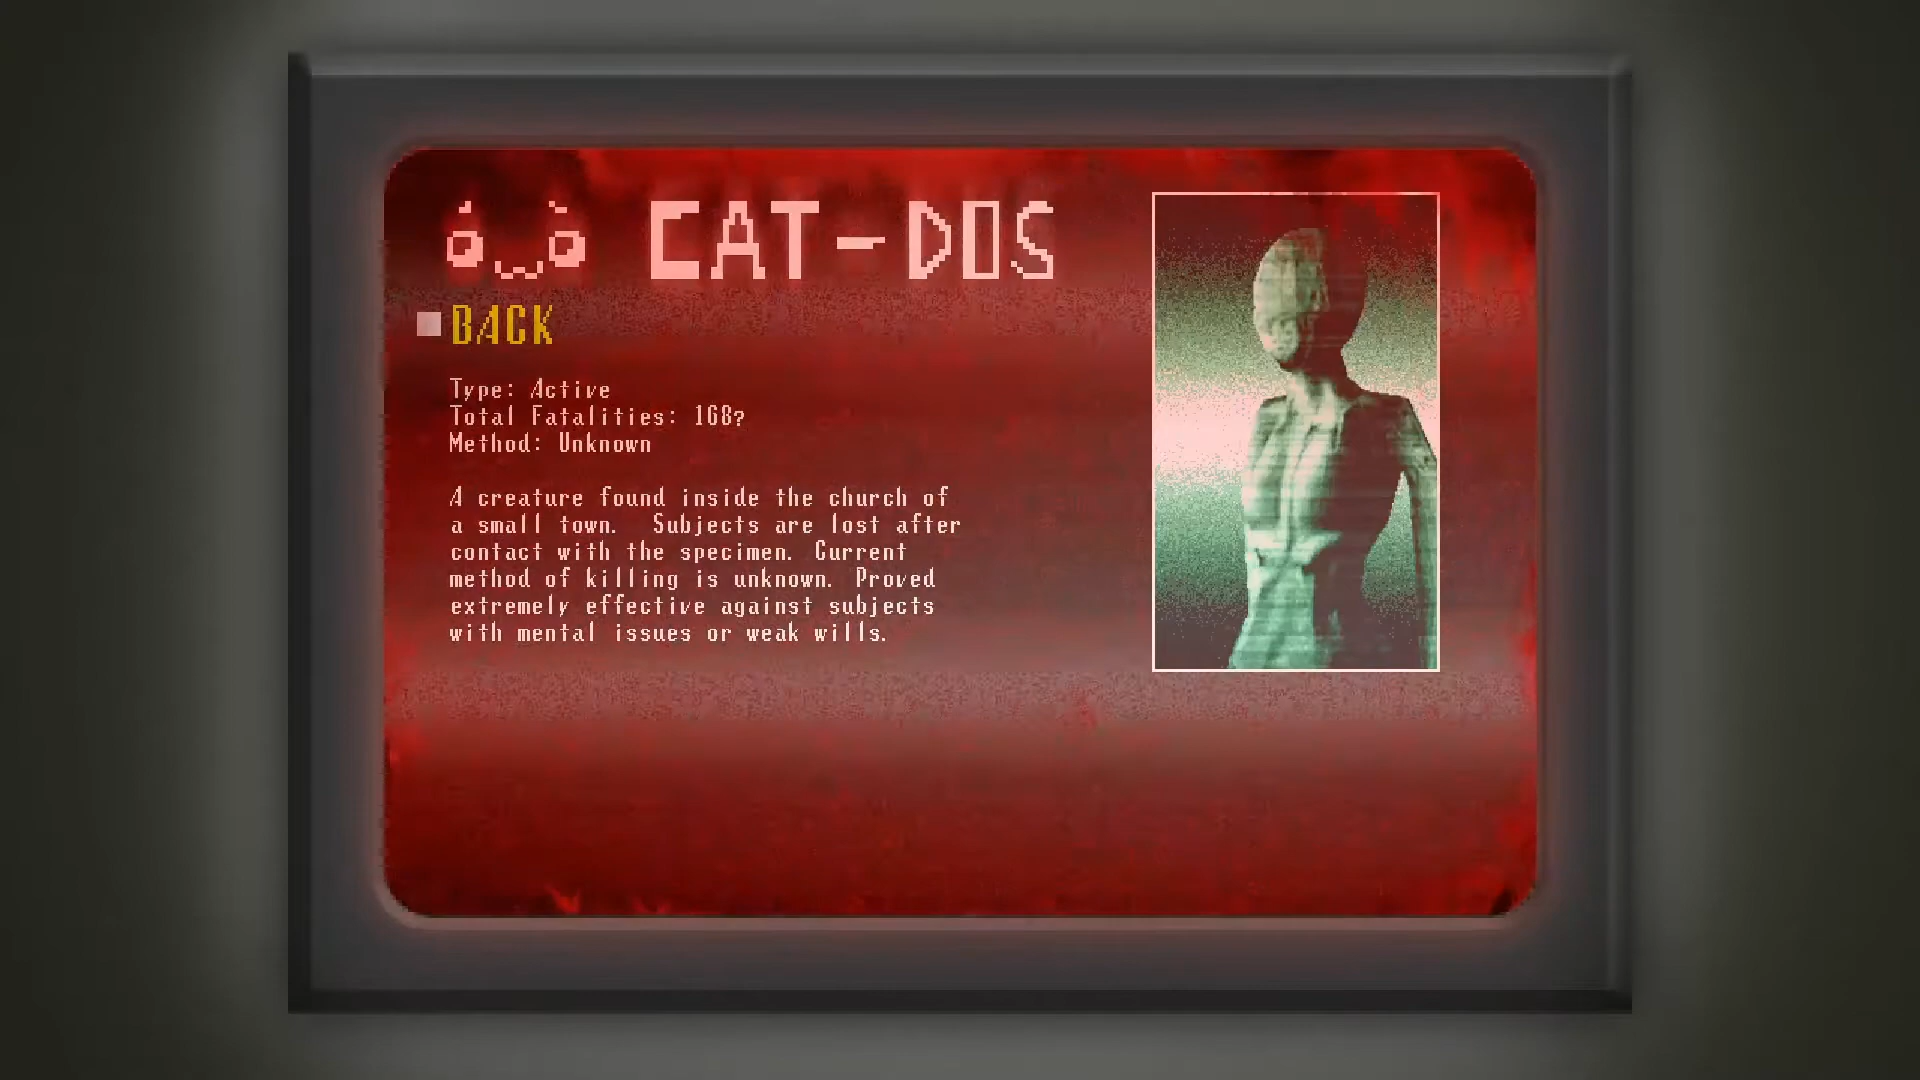 CAT-DOS
BACK
Type: Active
Total Fatalities: 168?
Method: Unknown
A creature found inside the church of
a small town. Subjects are lost after
contact with the specimen. Current
method of killing is unknown. Proved
extremely effective against subjects
with mental issues or weak wills.